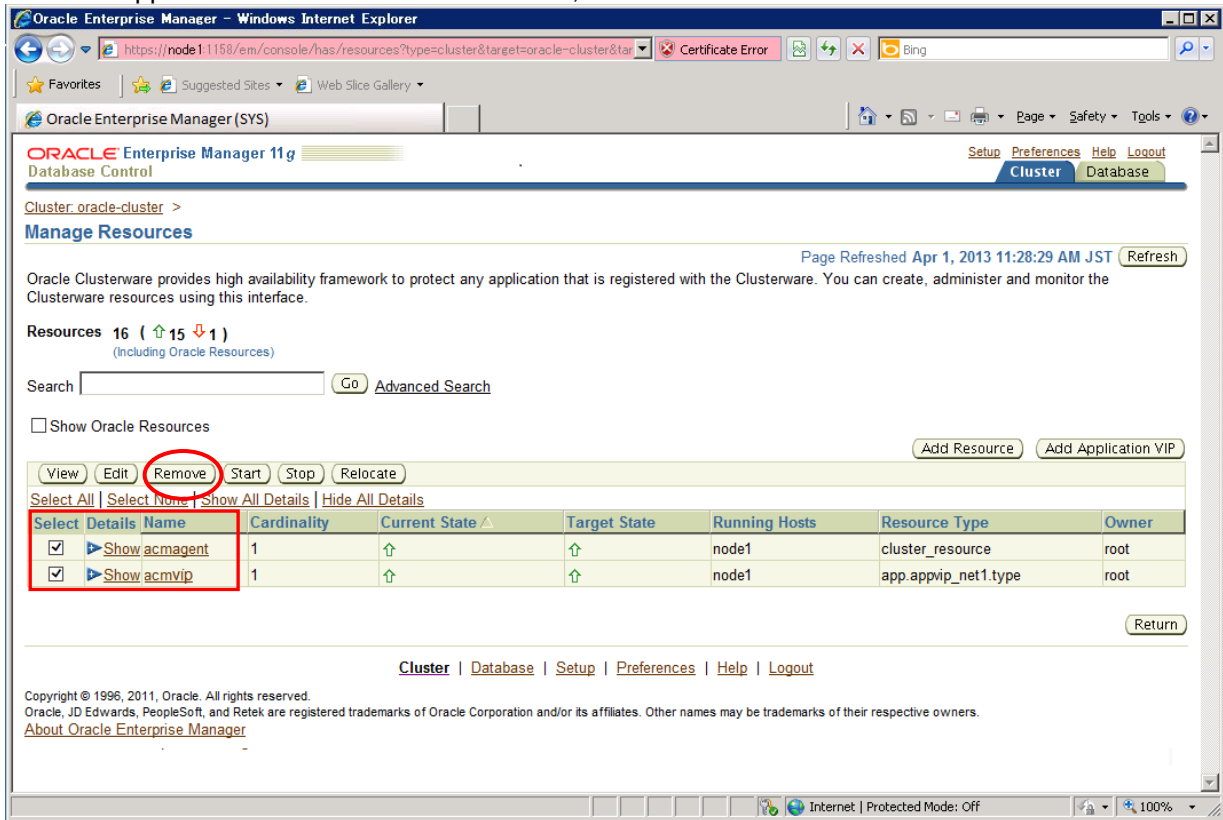 Oracle Enterprise Manager - Windows Internet Explorer
https://node1:1158/em/console/has/resources?type=cluster&target=oracle-cluster&tar Certificate Error Bing
Favorites Suggested Sites Web Slice Gallery
Oracle Enterprise Manager (SYS) Page Safety Tools
ORACLE Enterprise Manager 11g Setup Preferences Help Logout
Database Control Cluster Database
Cluster: oracle-cluster >
Manage Resources
Page Refreshed Apr 1, 2013 11:28:29 AM JST Refresh
Oracle Clusterware provides high availability framework to protect any application that is registered with the Clusterware. You can create, administer and monitor the
Clusterware resources using this interface.
Resources 16 ( 15 1 )
(Including Oracle Resources)
Search Go Advanced Search
Show Oracle Resources
Add Resource Add Application VIP
View Edit Remove Start Stop Relocate
Select All | Select None | Show All Details | Hide All Details
Select Details Name Cardinality Current State Target State Running Hosts Resource Type Owner
Show acmagent 1 node1 cluster_resource root
Show acmvip 1 node1 app.appvip_net1.type root
Return
Cluster | Database | Setup | Preferences | Help | Logout
Copyright © 1996, 2011, Oracle. All rights reserved.
Oracle, JD Edwards, PeopleSoft, and Retek are registered trademarks of Oracle Corporation and/or its affiliates. Other names may be trademarks of their respective owners.
About Oracle Enterprise Manager
Internet | Protected Mode: Off 100%